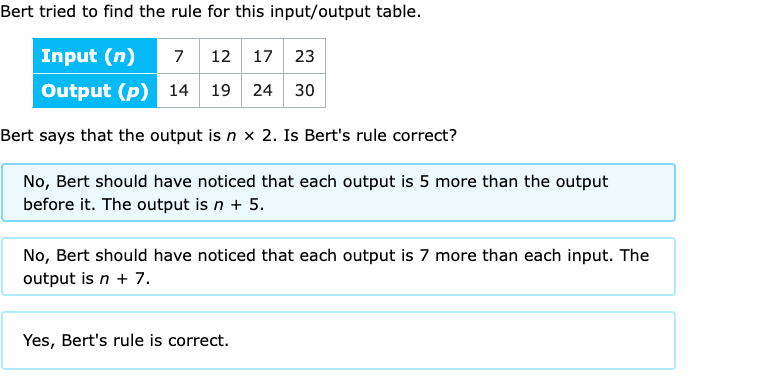 Bert tried to find the rule for this input/output table.
Input (n) 7 12 17 23
Output (p) 14 19 24 30
Bert says that the output is n × 2. Is Bert's rule correct?
No, Bert should have noticed that each output is 5 more than the output
before it. The output is n + 5.
No, Bert should have noticed that each output is 7 more than each input. The
output is n + 7.
Yes, Bert's rule is correct.